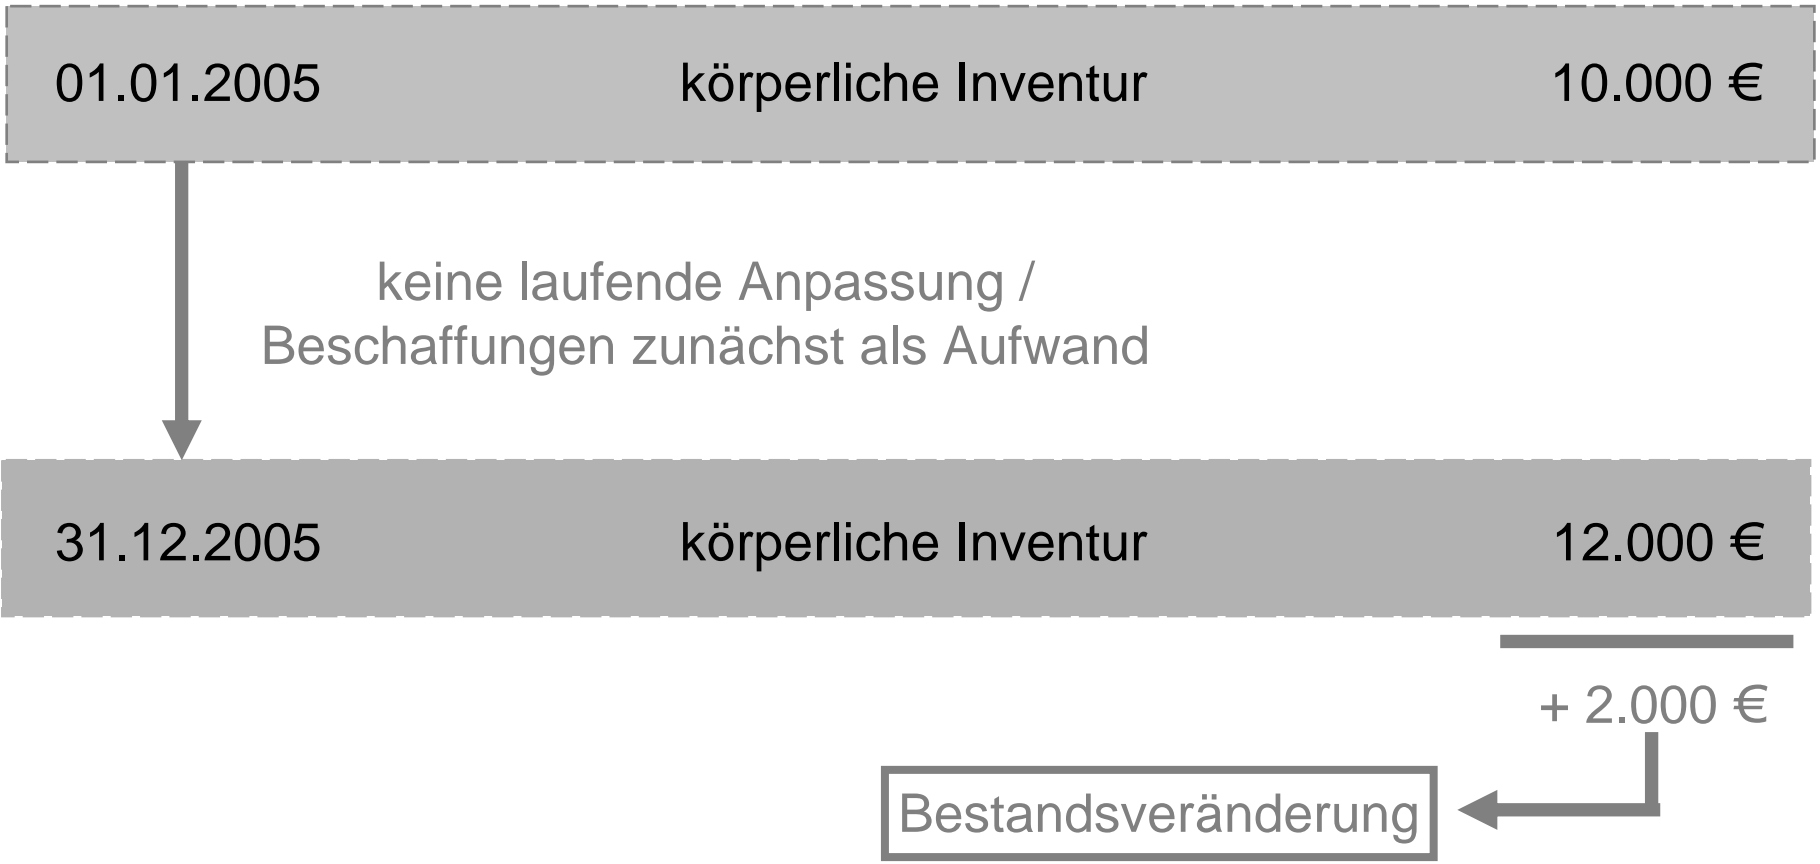 01.01.2005 körperliche Inventur 10.000 €
keine laufende Anpassung /
Beschaffungen zunächst als Aufwand
31.12.2005 körperliche Inventur 12.000 €
+ 2.000 €
Bestandsveränderung